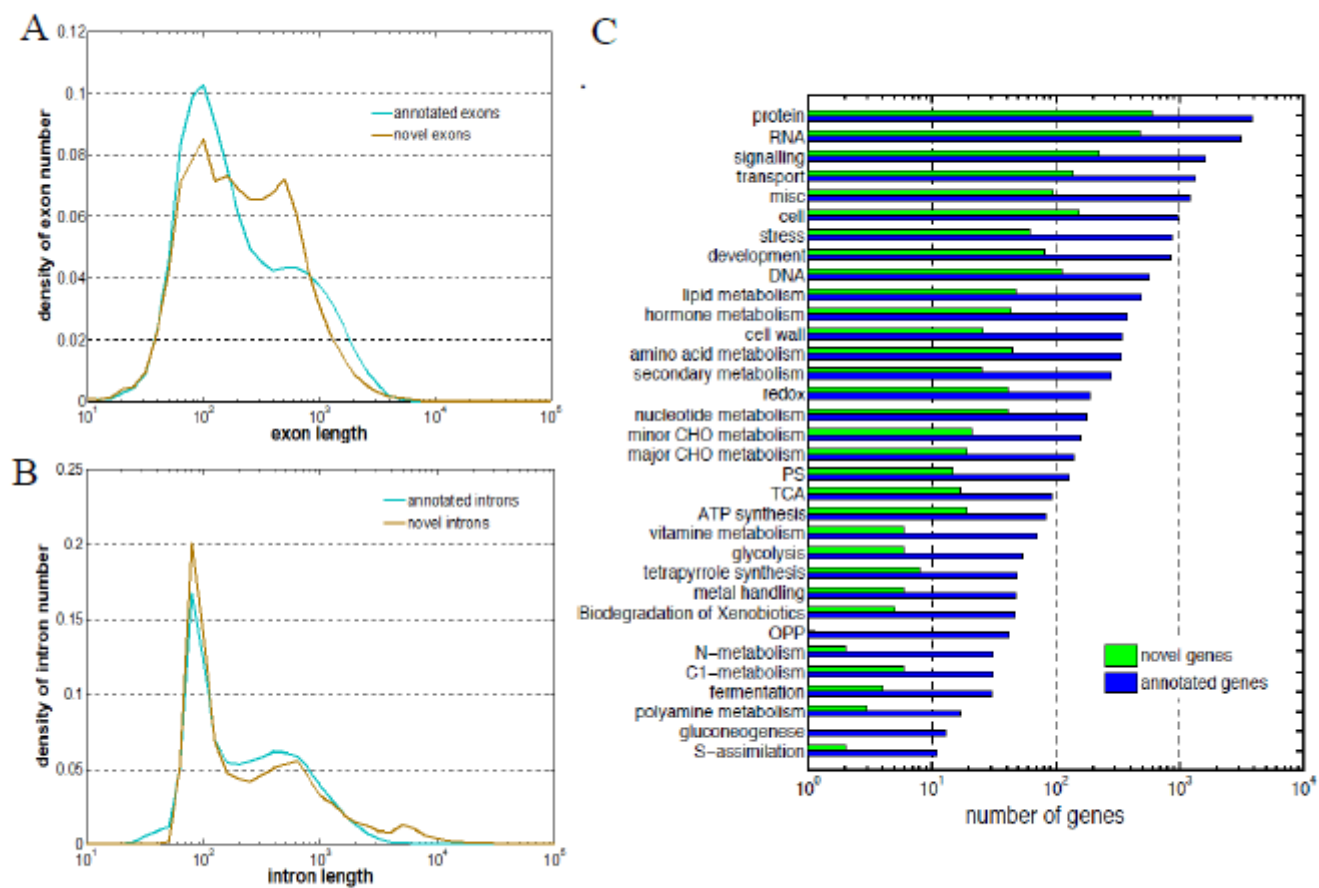 A
0.12
0.1
0.08
0.06
0.04
0.02
0
density of exon number
annotated exons
novel exons
10^1 10^2 10^3 10^4 10^5
exon length
B
0.25
0.2
0.15
0.1
0.05
0
density of intron number
annotated introns
novel introns
10^1 10^2 10^3 10^4 10^5
intron length
C
protein
RNA
signalling
transport
misc
cell
stress
development
DNA
lipid metabolism
hormone metabolism
cell wall
amino acid metabolism
secondary metabolism
redox
nucleotide metabolism
minor CHO metabolism
major CHO metabolism
PS
TCA
ATP synthesis
vitamine metabolism
glycolysis
tetrapyrrole synthesis
metal handling
Biodegradation of Xenobiotics
OPP
N-metabolism
C1-metabolism
fermentation
polyamine metabolism
gluconeogenese
S-assimilation
novel genes
annotated genes
10^0 10^1 10^2 10^3 10^4
number of genes